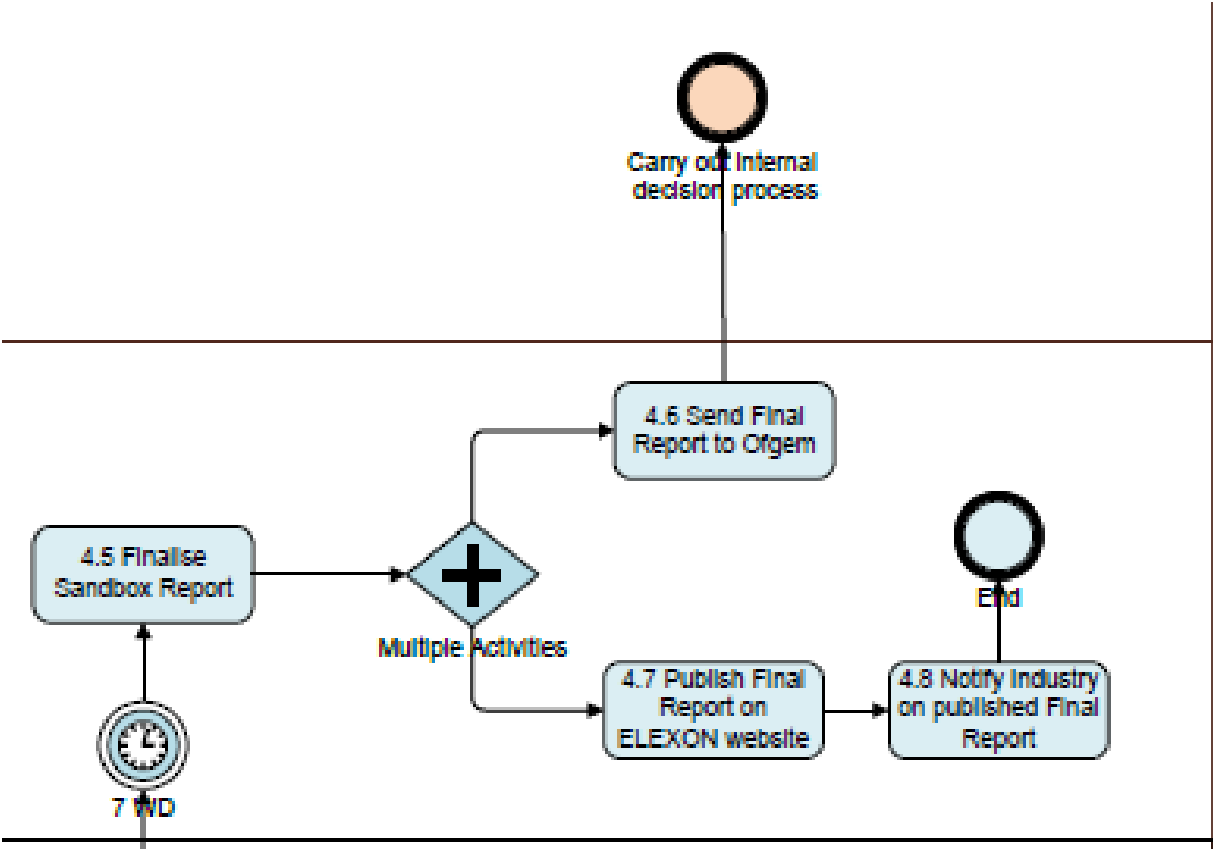 Carry out internal
decision process
4.6 Send Final
Report to Ofgem
4.5 Finalise
Sandbox Report
Multiple Activities
End
4.7 Publish Final
Report on
ELEXON website
4.8 Notify Industry
on published Final
Report
7 WD